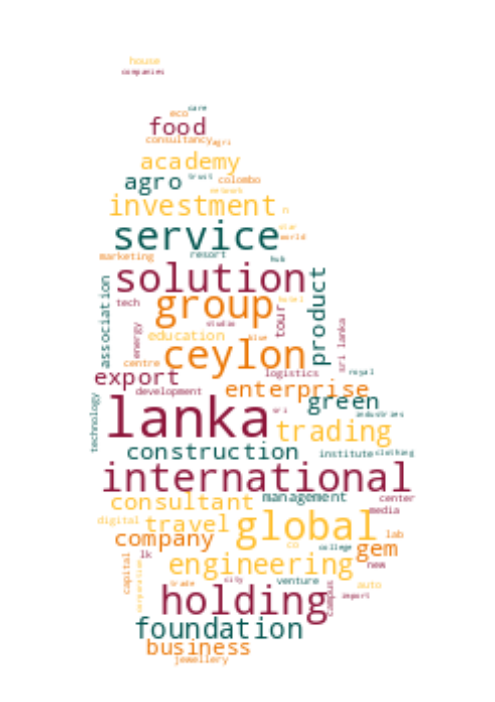 house
companies
care
eco
food
consultancy
agri
academy
trust
agro
colombo
network
investment
n
star
service
world
marketing
resort
hub
solution
product
association
group
hotel
tech
tour
studio
sri lanka
energy
education
blue
ceylon
centre
export
logistics
royal
development
enterprise
green
technology
lanka
sri
industries
trading
construction
institute
clothing
international
consultant
management
center
media
digital
travel
global
company
co
college
lab
gem
lk
engineering
new
capital
corporation
trade
city
venture
auto
holding
campus
import
foundation
business
jewellery